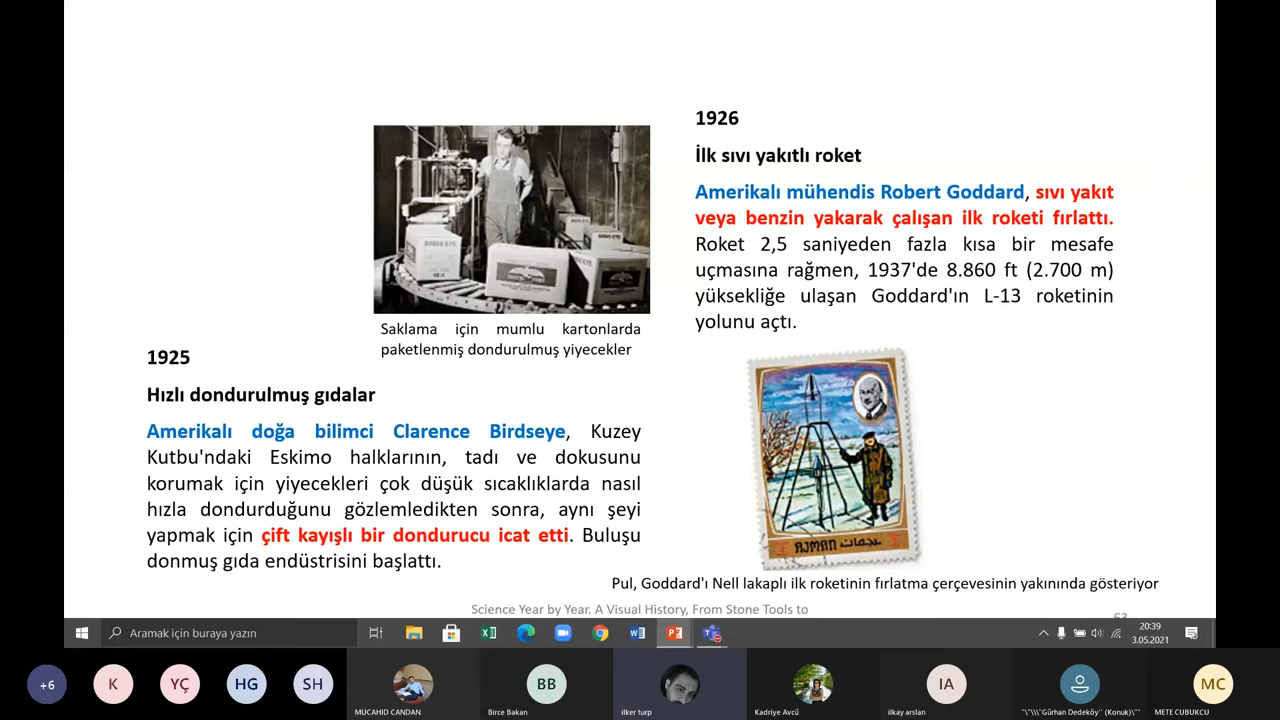 1926
İlk sıvı yakıtlı roket
Amerikalı mühendis Robert Goddard, sıvı yakıt
veya benzin yakarak çalışan ilk roketi fırlattı.
Roket 2,5 saniyeden fazla kısa bir mesafe
uçmasına rağmen, 1937'de 8.860 ft (2.700 m)
yüksekliğe ulaşan Goddard'ın L-13 roketinin
yolunu açtı.
Saklama için mumlu kartonlarda
paketlenmiş dondurulmuş yiyecekler
1925
Hızlı dondurulmuş gıdalar
Amerikalı doğa bilimci Clarence Birdseye, Kuzey
Kutbu'ndaki Eskimo halklarının, tadı ve dokusunu
korumak için yiyecekleri çok düşük sıcaklıklarda nasıl
hızla dondurduğunu gözlemledikten sonra, aynı şeyi
yapmak için çift kayışlı bir dondurucu icat etti. Buluşu
donmuş gıda endüstrisini başlattı.
AJMAN عجمان
Pul, Goddard'ı Nell lakaplı ilk roketinin fırlatma çerçevesinin yakınında gösteriyor
Science Year by Year. A Visual History, From Stone Tools to
63
Aramak için buraya yazın
20:39
3.05.2021
+6
K
YÇ
HG
SH
MUCAHID CANDAN
BB
Birce Bakan
ilker turp
Kadriye Avcü
IA
ilkay arslan
"\"\\\"Gürhan Dedeköy" (Konuk)\""
MC
METE CUBUKCU